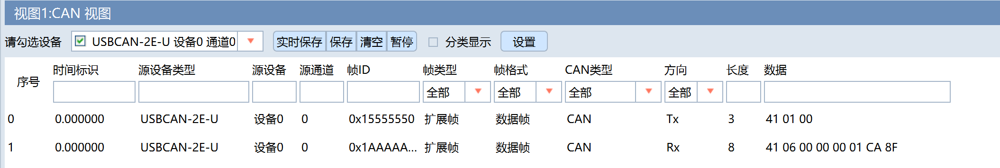 视图1:CAN 视图
请勾选设备 USBCAN-2E-U 设备0 通道0 实时保存 保存 清空 暂停 分类显示 设置
序号 时间标识 源设备类型 源设备 源通道 帧ID 帧类型 帧格式 CAN类型 方向 长度 数据
全部 全部 全部 全部
0 0.000000 USBCAN-2E-U 设备0 0 0x15555550 扩展帧 数据帧 CAN Tx 3 41 01 00
1 0.000000 USBCAN-2E-U 设备0 0 0x1AAAAA... 扩展帧 数据帧 CAN Rx 8 41 06 00 00 00 01 CA 8F